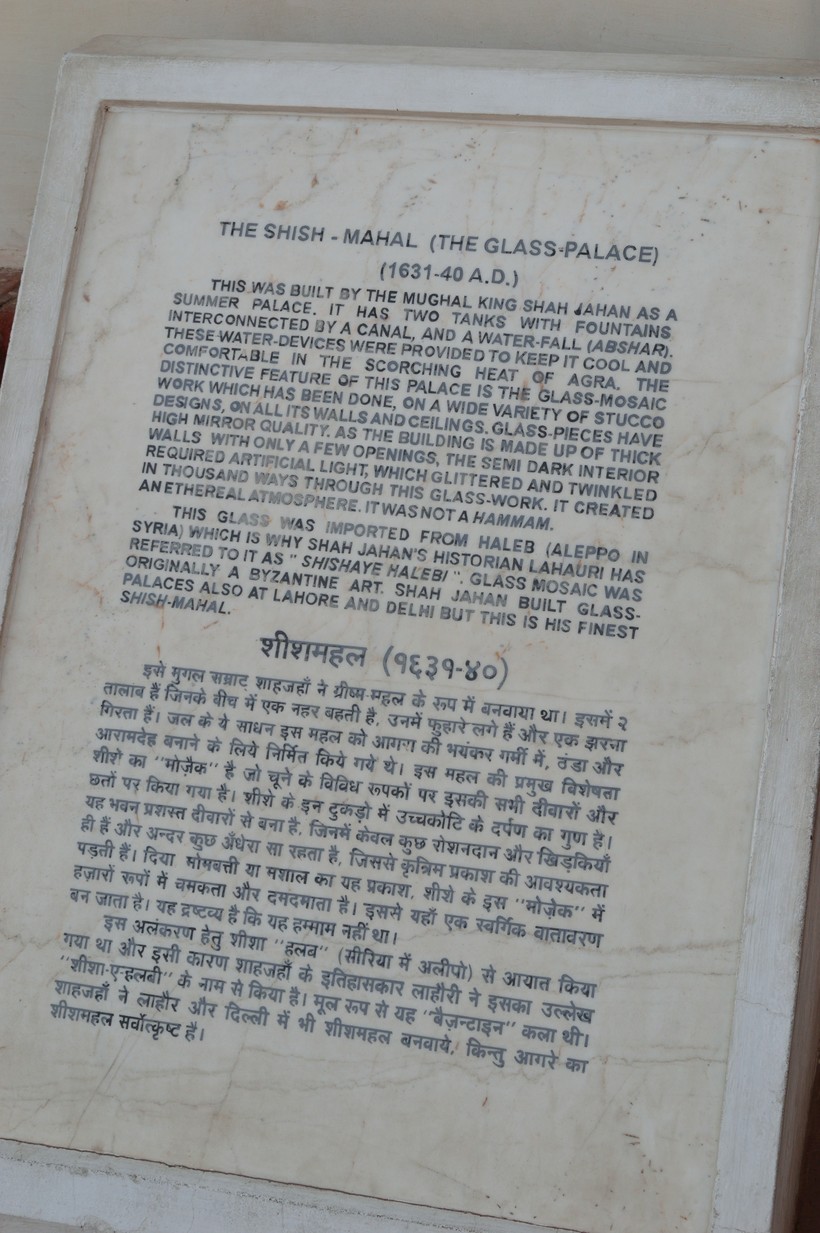 THE SHISH - MAHAL (THE GLASS-PALACE)
(1631-40 A.D.)
THIS WAS BUILT BY THE MUGHAL KING SHAH JAHAN AS A
SUMMER PALACE. IT HAS TWO TANKS WITH FOUNTAINS
INTERCONNECTED BY A CANAL, AND A WATER-FALL (ABSHAR).
THESE WATER-DEVICES WERE PROVIDED TO KEEP IT COOL AND
COMFORTABLE IN THE SCORCHING HEAT OF AGRA. THE
DISTINCTIVE FEATURE OF THIS PALACE IS THE GLASS-MOSAIC
WORK WHICH HAS BEEN DONE, ON A WIDE VARIETY OF STUCCO
DESIGNS, ON ALL ITS WALLS AND CEILINGS. GLASS-PIECES HAVE
HIGH MIRROR QUALITY. AS THE BUILDING IS MADE UP OF THICK
WALLS WITH ONLY A FEW OPENINGS, THE SEMI DARK INTERIOR
REQUIRED ARTIFICIAL LIGHT, WHICH GLITTERED AND TWINKLED
IN THOUSAND WAYS THROUGH THIS GLASS-WORK. IT CREATED
AN ETHEREAL ATMOSPHERE. IT WAS NOT A HAMMAM.
THIS GLASS WAS IMPORTED FROM HALEB (ALEPPO IN
SYRIA) WHICH IS WHY SHAH JAHAN'S HISTORIAN LAHAURI HAS
REFERRED TO IT AS " SHISHAYE HALEBI ". GLASS MOSAIC WAS
ORIGINALLY A BYZANTINE ART. SHAH JAHAN BUILT GLASS-
PALACES ALSO AT LAHORE AND DELHI BUT THIS IS HIS FINEST
SHISH-MAHAL.
शीशमहल (१६३१-४०)
इसे मुगल सम्राट शाहजहाँ ने ग्रीष्म-महल के रूप में बनवाया था। इसमें २
तालाब हैं जिनके बीच में एक नहर बहती है, उनमें फुहारे लगे हैं और एक झरना
गिरता हैं। जल के ये साधन इस महल को आगरा की भयंकर गर्मी में, ठंडा और
आरामदेह बनाने के लिये निर्मित किये गये थे। इस महल की प्रमुख विशेषता
शीशे का "मोज़ैक" है जो चूने के विविध रूपकों पर इसकी सभी दीवारों और
छतों पर किया गया है। शीशे के इन टुकड़ो में उच्चकोटि के दर्पण का गुण है।
यह भवन प्रशस्त दीवारों से बना है, जिनमें केवल कुछ रोशनदान और खिड़कियाँ
ही हैं और अन्दर कुछ अँधेरा सा रहता है, जिससे कृत्रिम प्रकाश की आवश्यकता
पड़ती हैं। दिया मोमबत्ती या मशाल का यह प्रकाश, शीशे के इस "मोज़ेक" में
हज़ारों रूपों में चमकता और दमदमाता है। इससे यहाँ एक स्वर्गिक वातावरण
बन जाता है। यह द्रष्टव्य है कि यह हम्माम नहीं था।
इस अलंकरण हेतु शीशा "हलब" (सीरिया में अलीपो) से आयात किया
गया था और इसी कारण शाहजहाँ के इतिहासकार लाहौरी ने इसका उल्लेख
"शीशा-ए-हलबी" के नाम से किया है। मूल रूप से यह "बैज़न्टाइन" कला थी।
शाहजहाँ ने लाहौर और दिल्ली में भी शीशमहल बनवाये, किन्तु आगरे का
शीशमहल सर्वोत्कृष्ट है।